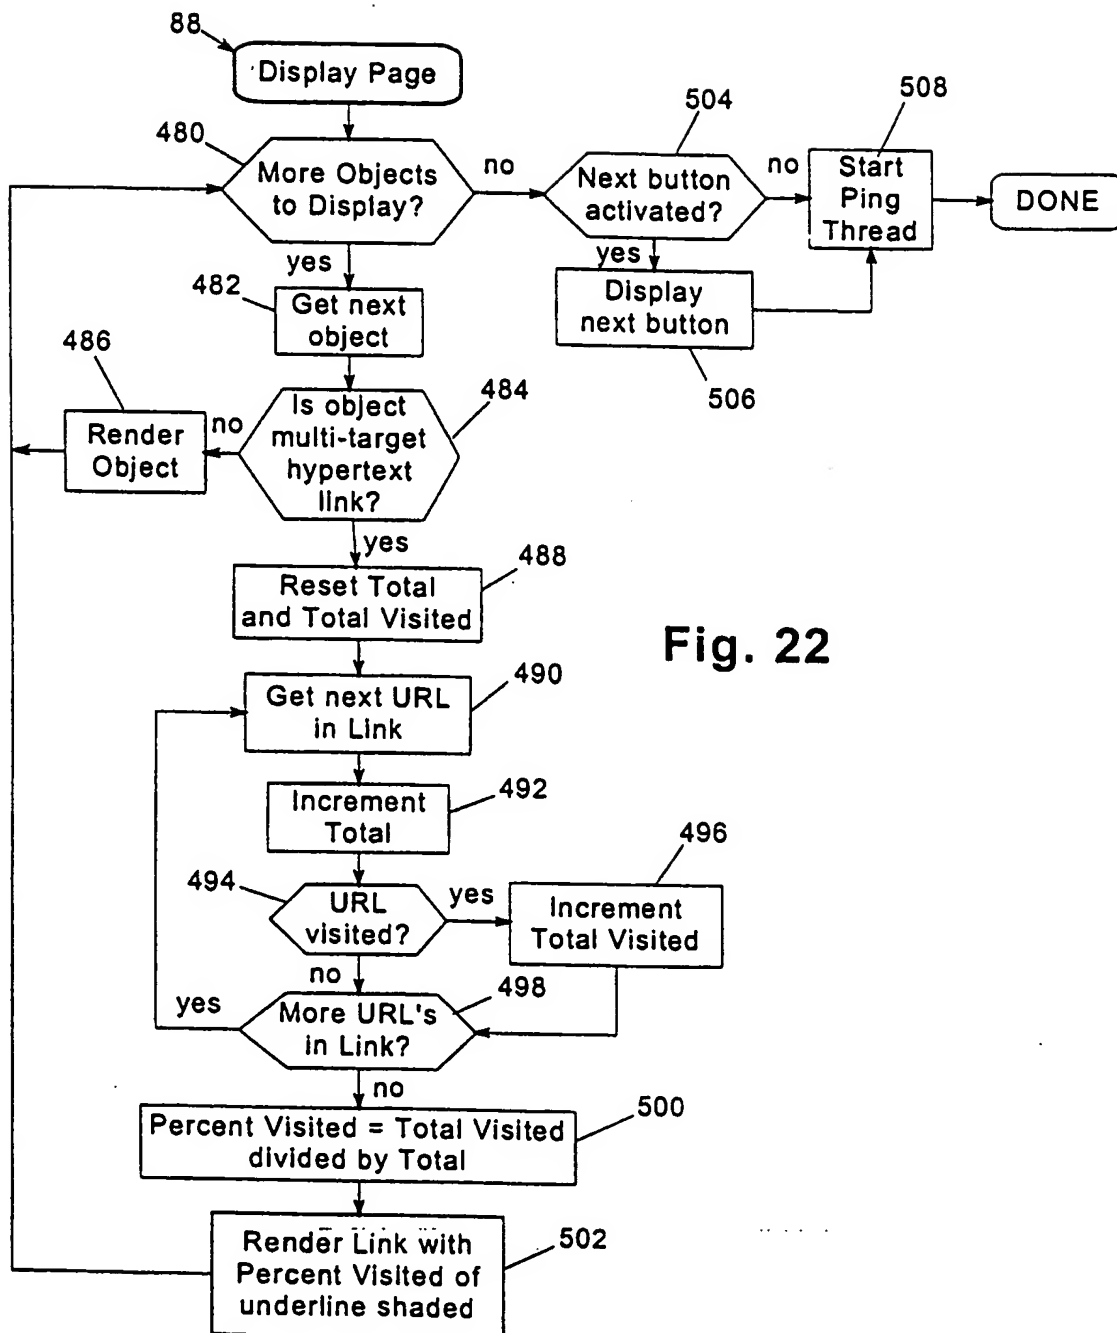 88
Display Page
480
More Objects
to Display?
no
504
Next button
activated?
no
508
Start
Ping
Thread
DONE
yes
yes
Display
next button
506
482
Get next
object
486
Render
Object
no
Is object
multi-target
hypertext
link?
484
yes
Reset Total
and Total Visited
488
Fig. 22
Get next URL
in Link
490
Increment
Total
492
494
URL
visited?
yes
496
Increment
Total Visited
no
yes
More URL's
in Link?
498
no
Percent Visited = Total Visited
divided by Total
500
Render Link with
Percent Visited of
underline shaded
502